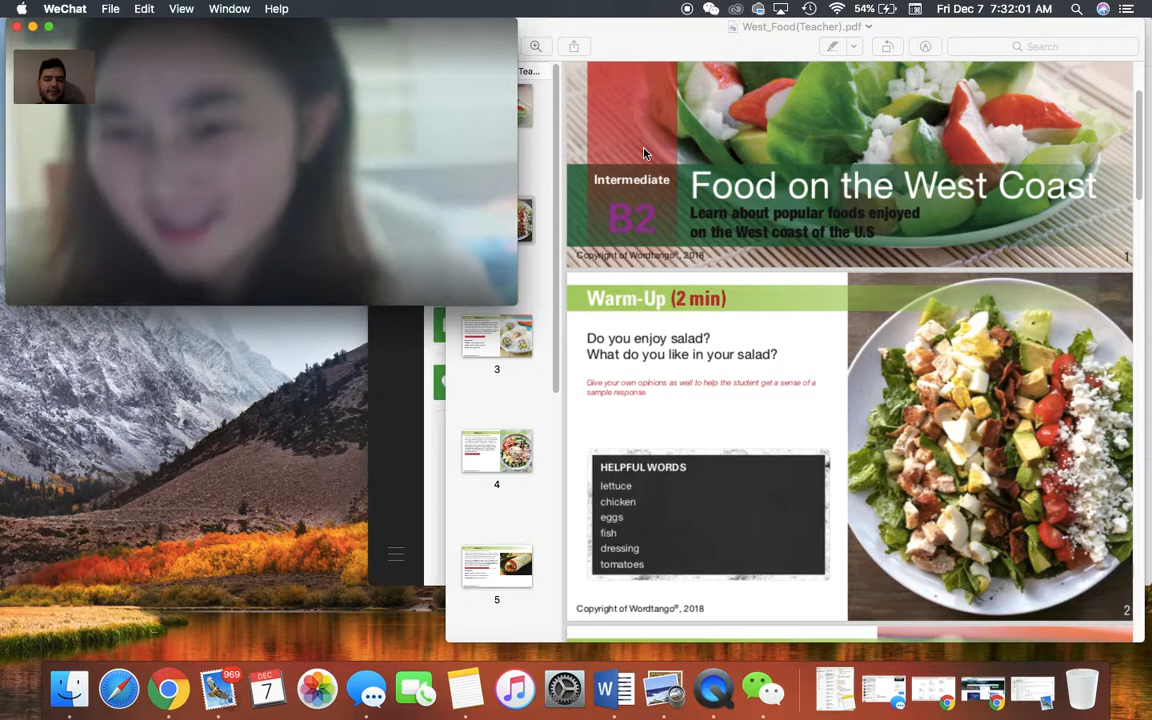 WeChat File Edit View Window Help
54% Fri Dec 7 7:32:01 AM
West_Food(Teacher).pdf
Search
Tea...
Intermediate
B2
Food on the West Coast
Learn about popular foods enjoyed
on the West coast of the U.S
Copyright of Wordtango®, 2018
1
Warm-Up (2 min)
Do you enjoy salad?
What do you like in your salad?
Give your own opinions as well to help the student get a sense of a
sample response.
HELPFUL WORDS
lettuce
chicken
eggs
fish
dressing
tomatoes
Copyright of Wordtango®, 2018
2
3
4
5
969
DEC
7